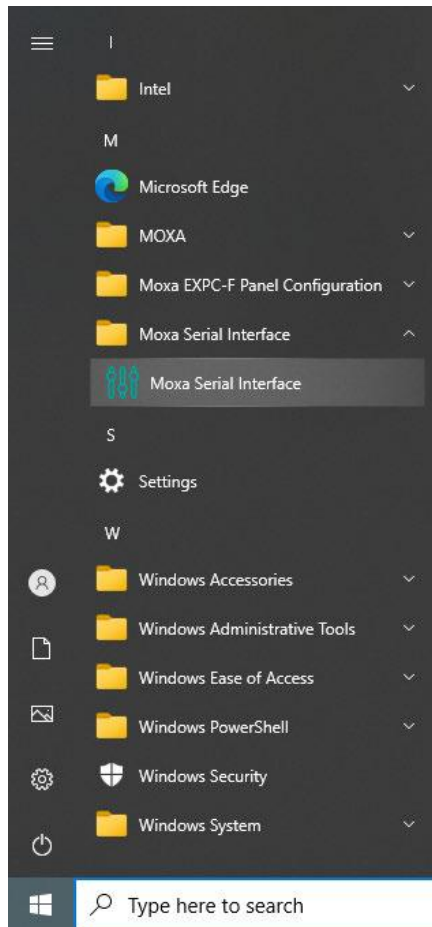 I
Intel
M
Microsoft Edge
MOXA
Moxa EXPC-F Panel Configuration
Moxa Serial Interface
Moxa Serial Interface
S
Settings
W
Windows Accessories
Windows Administrative Tools
Windows Ease of Access
Windows PowerShell
Windows Security
Windows System
Type here to search